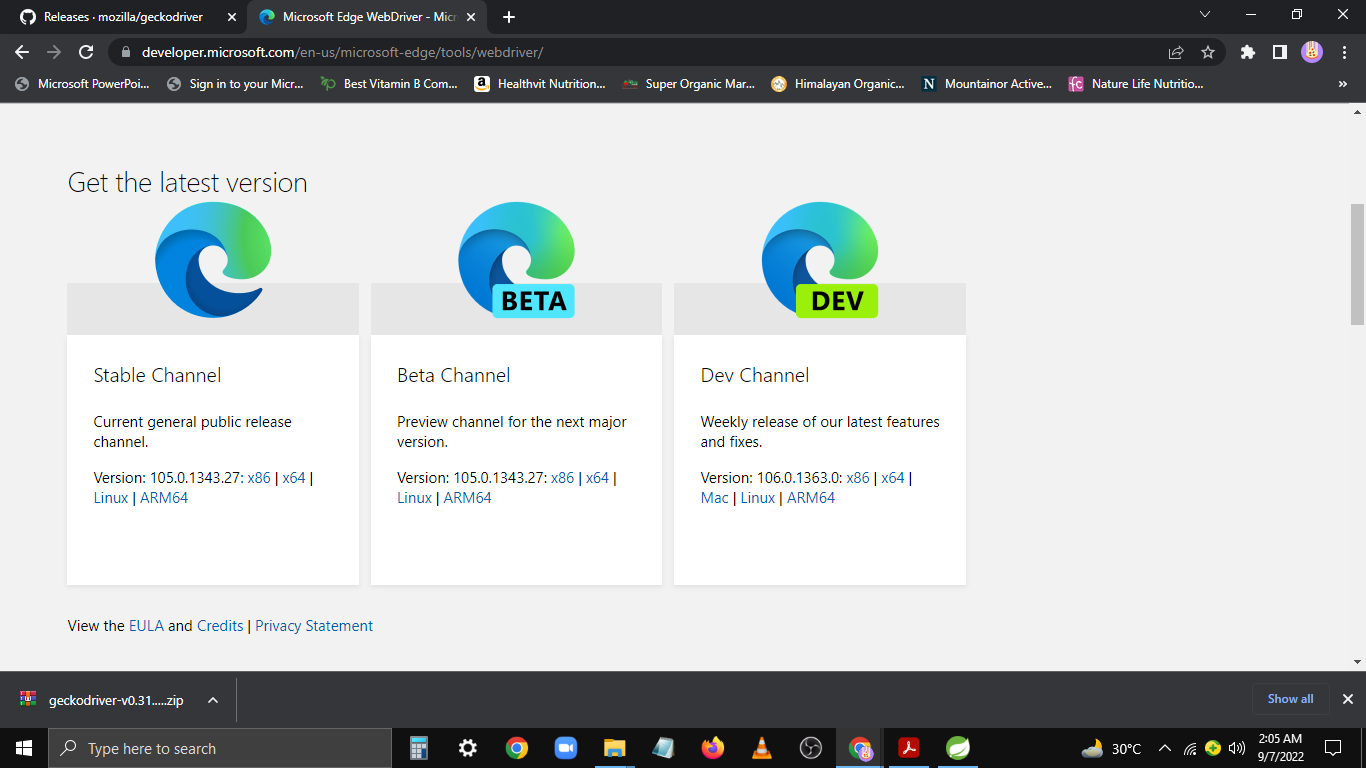 Releases · mozilla/geckodriver
Microsoft Edge WebDriver - Micr
developer.microsoft.com/en-us/microsoft-edge/tools/webdriver/
Microsoft PowerPoi...
Sign in to your Micr...
Best Vitamin B Com...
Healthvit Nutrition...
Super Organic Mar...
Himalayan Organic...
Mountainor Active...
Nature Life Nutritio...
Get the latest version
BETA
DEV
Stable Channel
Current general public release
channel.
Version: 105.0.1343.27: x86 | x64 |
Linux | ARM64
Beta Channel
Preview channel for the next major
version.
Version: 105.0.1343.27: x86 | x64 |
Linux | ARM64
Dev Channel
Weekly release of our latest features
and fixes.
Version: 106.0.1363.0: x86 | x64 |
Mac | Linux | ARM64
View the EULA and Credits | Privacy Statement
geckodriver-v0.31.....zip
Show all
Type here to search
30°C
2:05 AM
9/7/2022